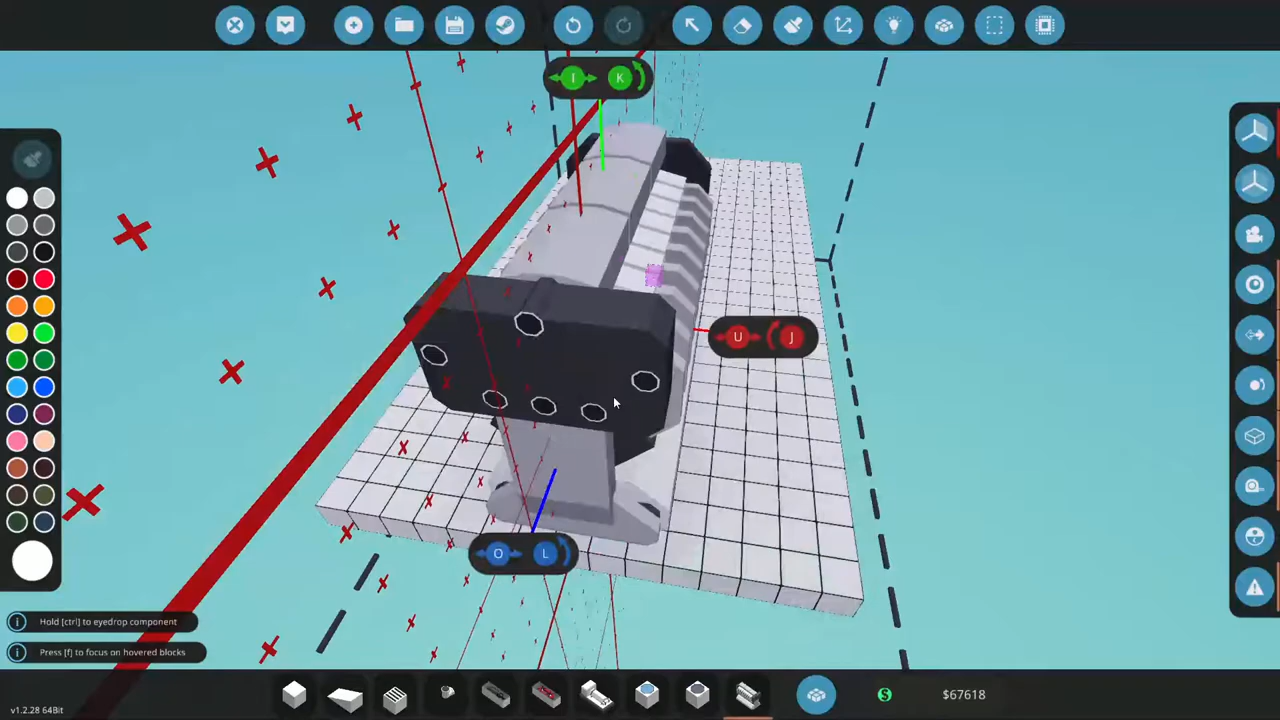 I K
U J
O L
Hold [ctrl] to eyedrop component
Press [f] to focus on hovered blocks
v1.2.28 64Bit
$ $67618